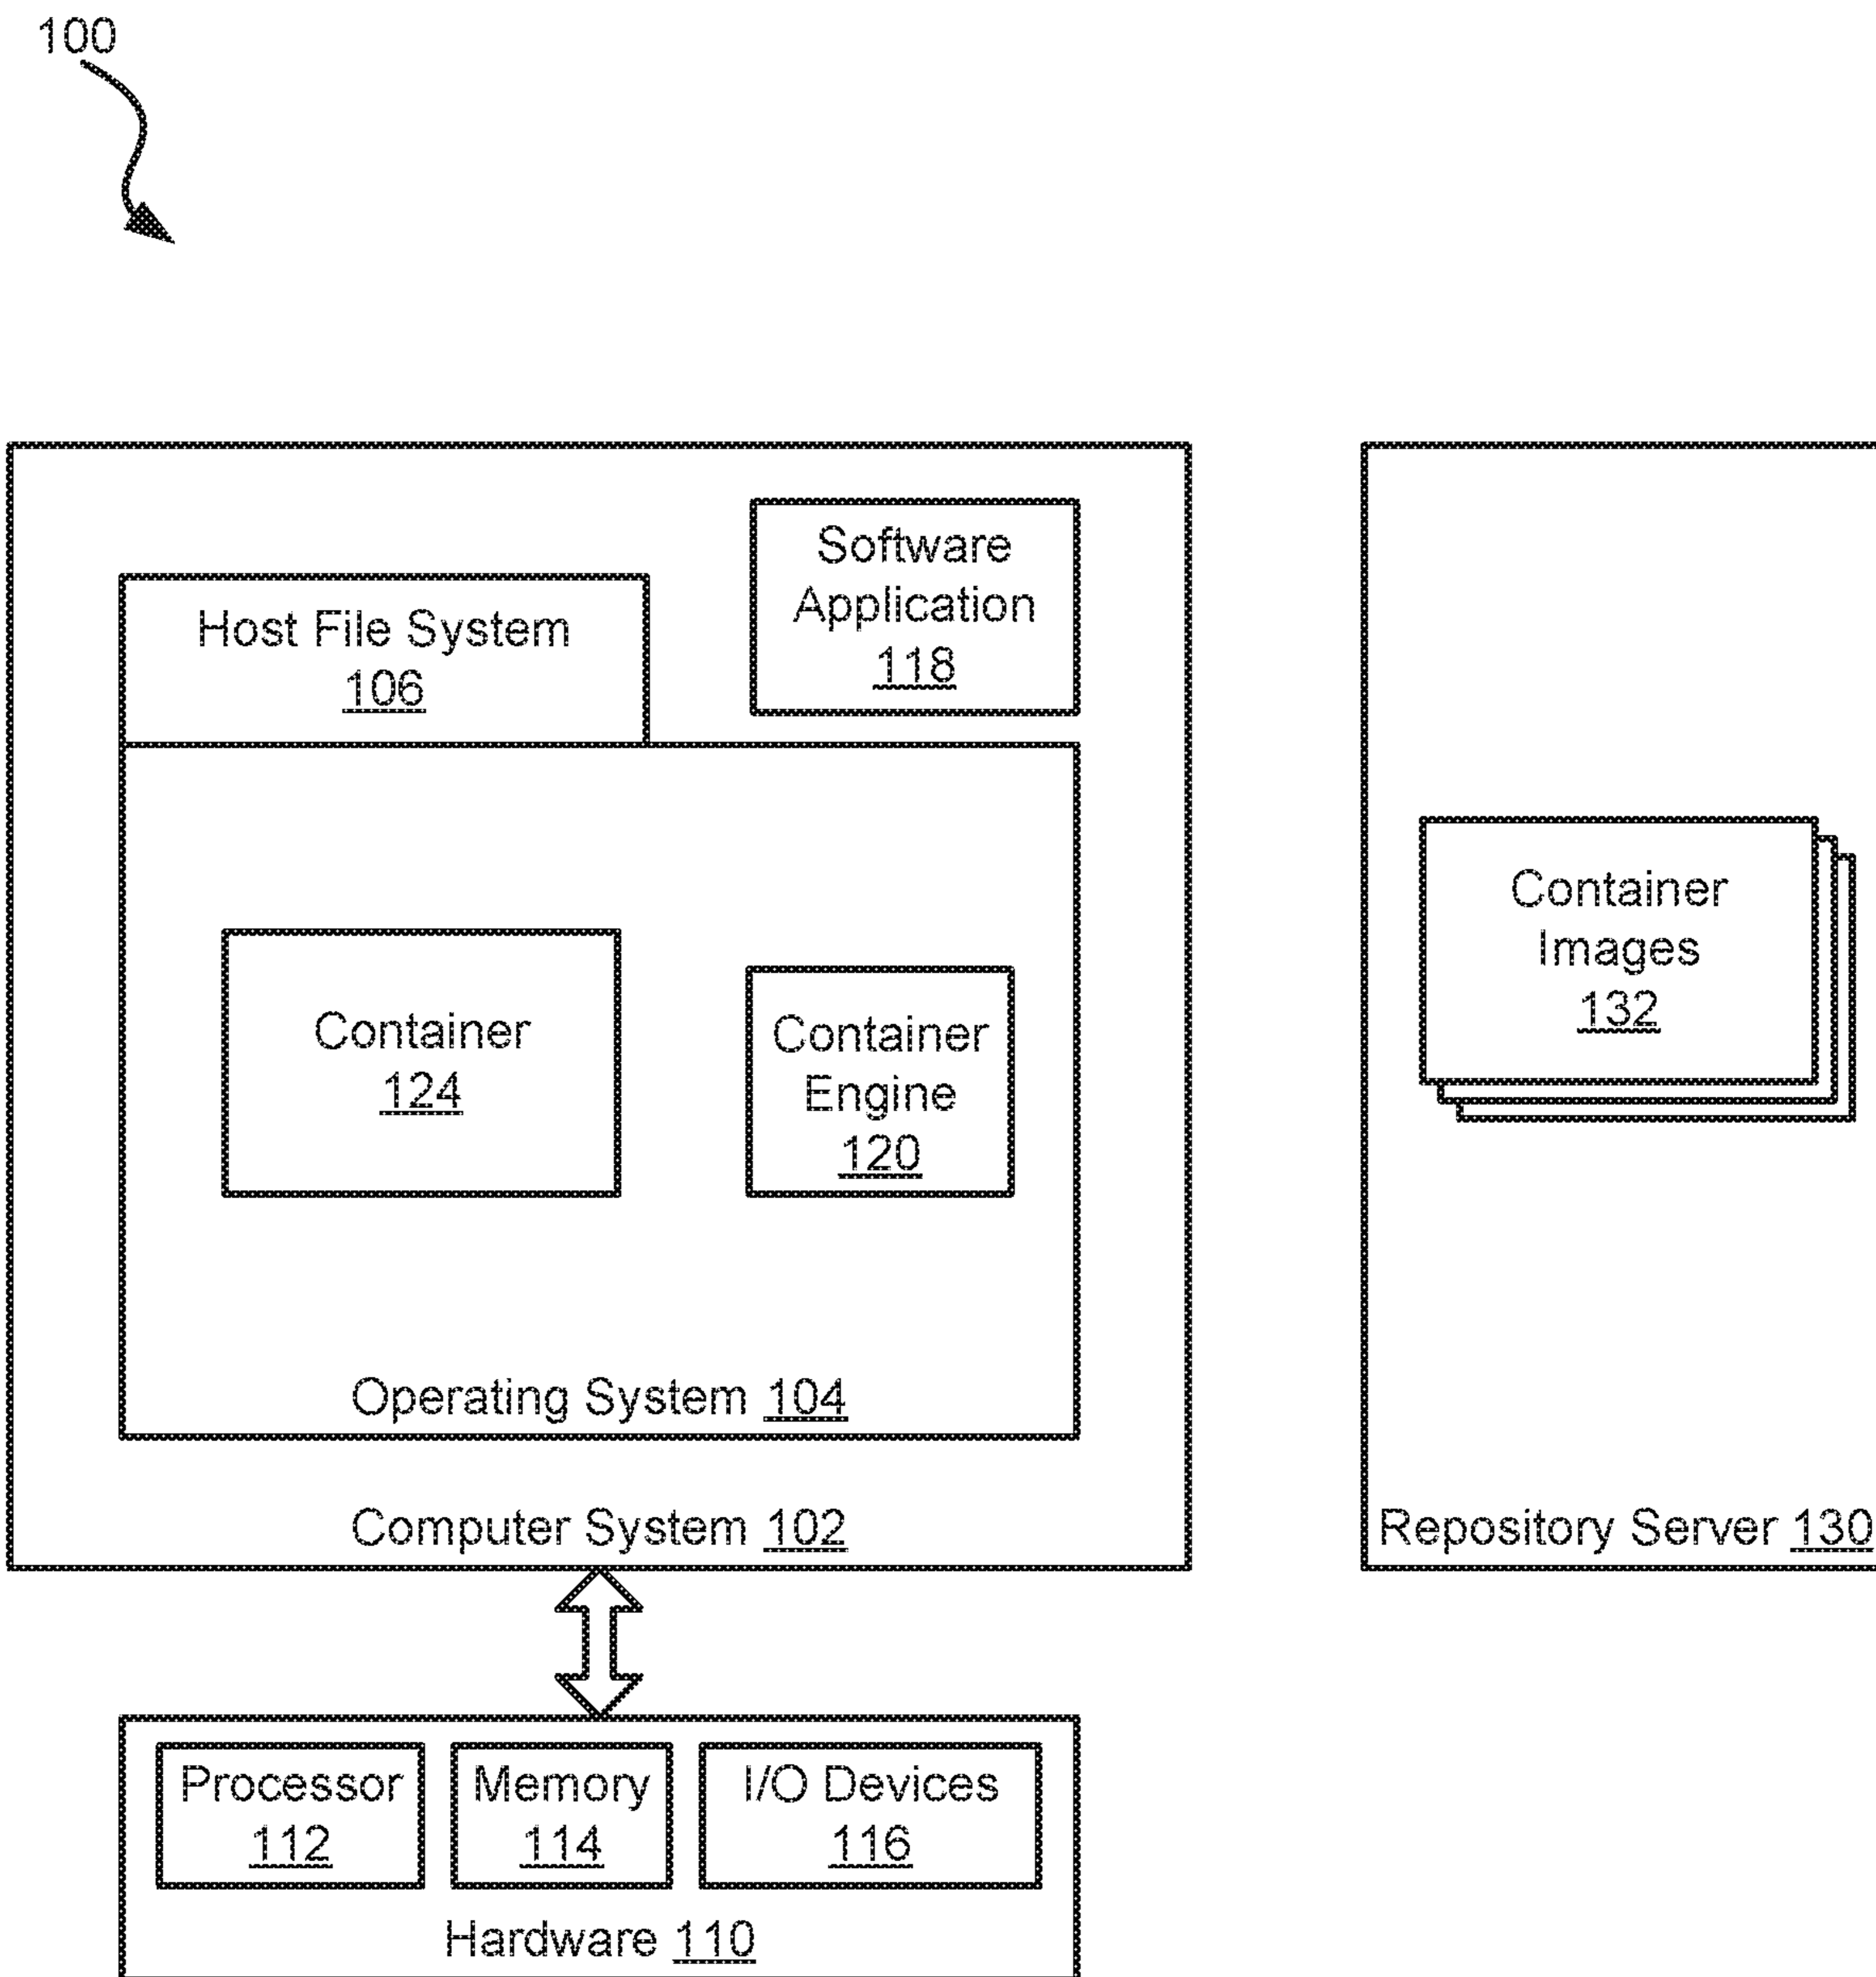 100
Software
Application
118
Host File System
106
Container
124
Container
Engine
120
Operating System 104
Computer System 102
Container
Images
132
Repository Server 130
Processor
112
Memory
114
I/O Devices
116
Hardware 110